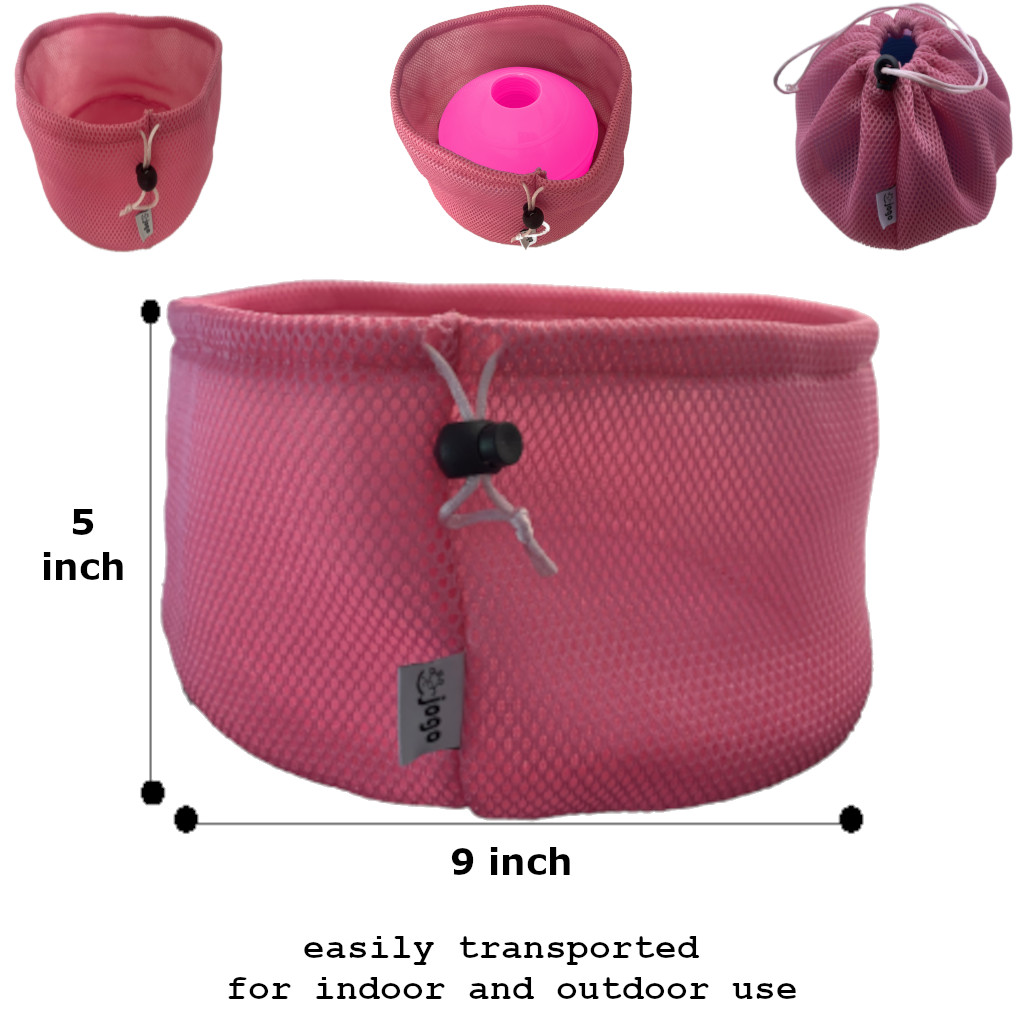 5
inch
jogo
9 inch
easily transported
for indoor and outdoor use